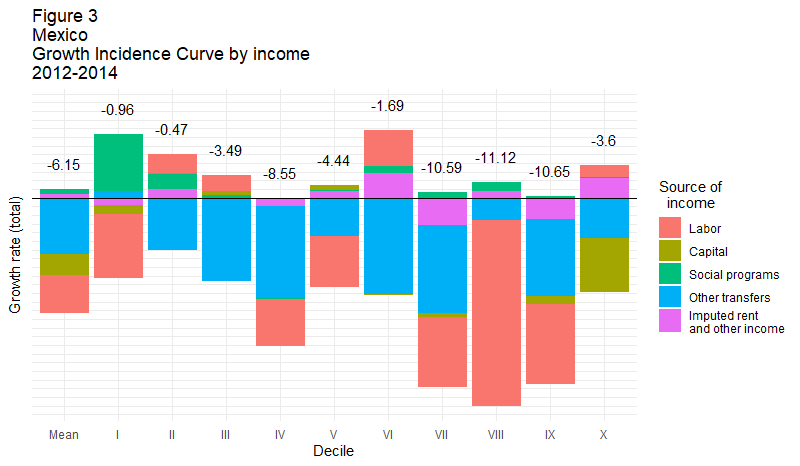 Figure 3
Mexico
Growth Incidence Curve by income
2012-2014
-6.15
-0.96
-0.47
-3.49
-8.55
-4.44
-1.69
-10.59
-11.12
-10.65
-3.6
Growth rate (total)
Mean
I
II
III
IV
V
VI
VII
VIII
IX
X
Decile
Source of
income
Labor
Capital
Social programs
Other transfers
Imputed rent
and other income